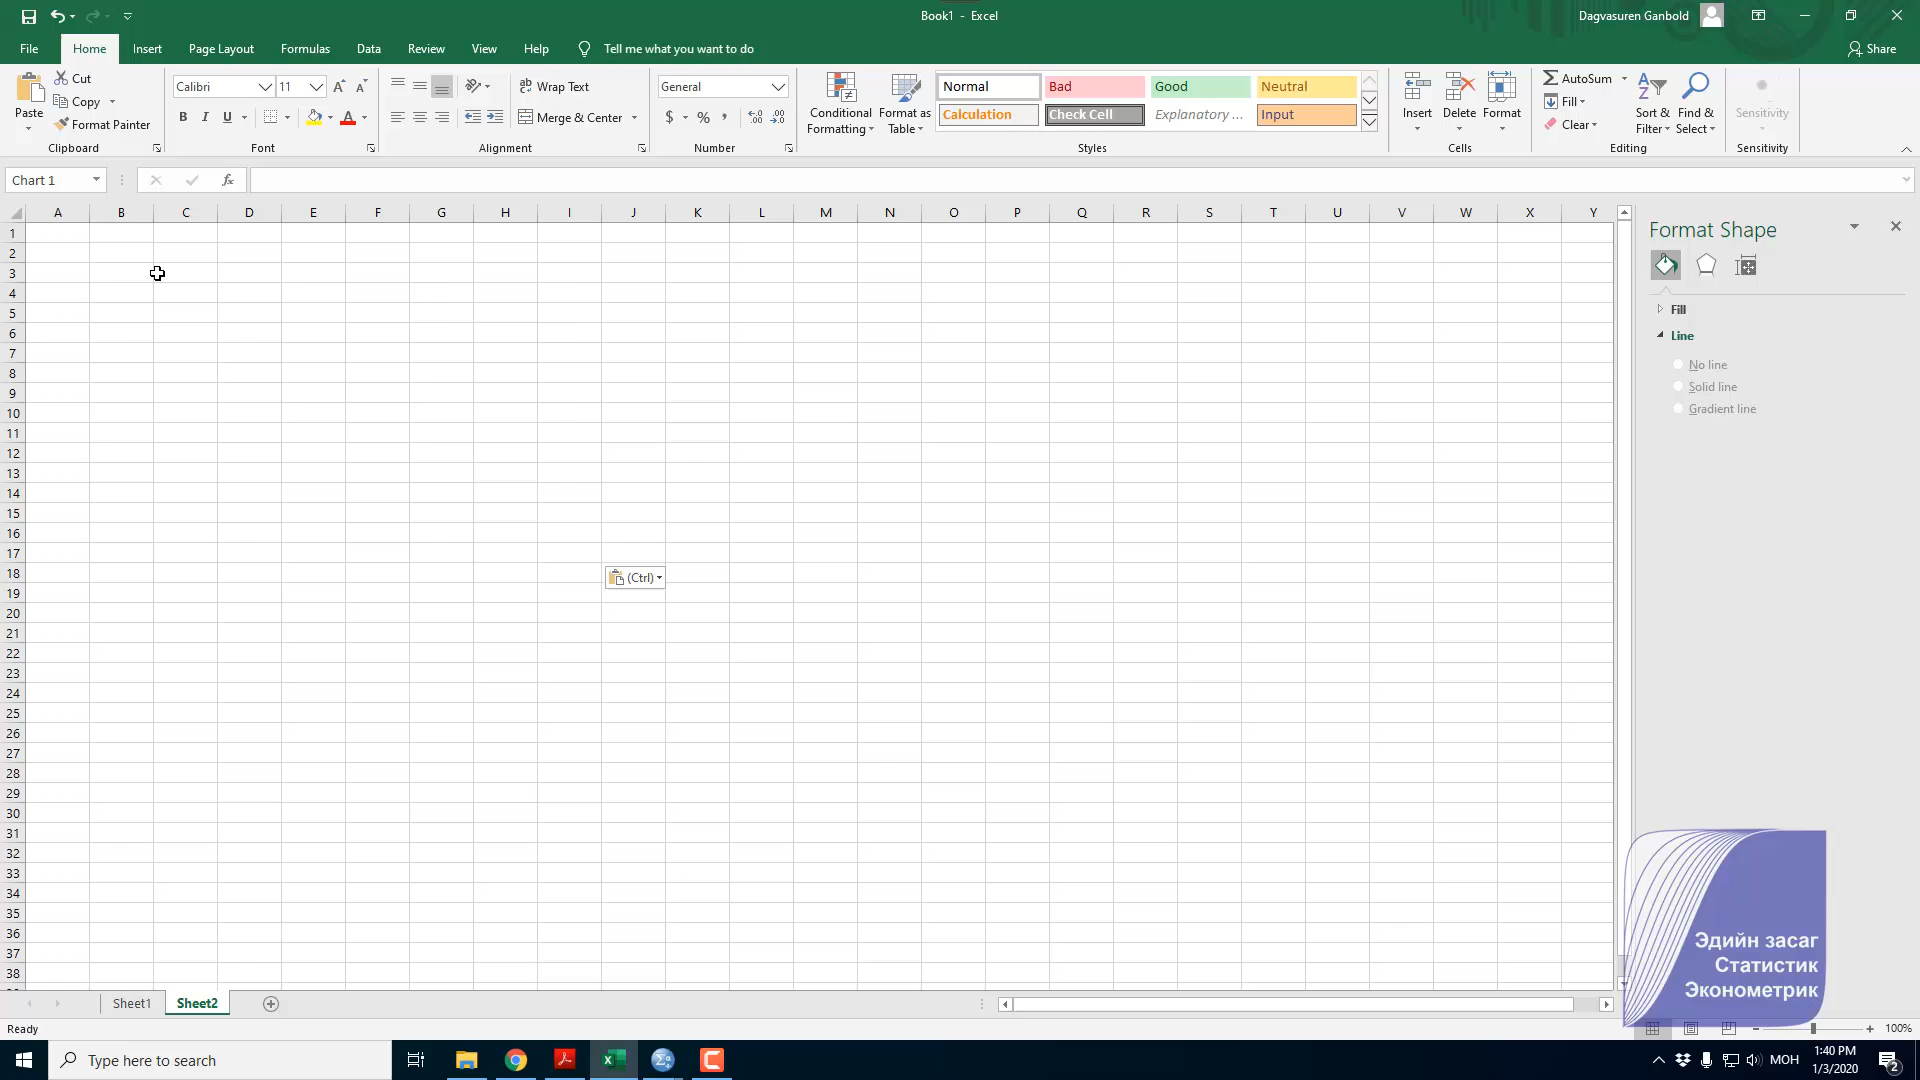 Book1 - Excel
Dagvasuren Ganbold
File Home Insert Page Layout Formulas Data Review View Help Tell me what you want to do Share
Paste
Cut
Copy
Format Painter
Clipboard
Calibri 11
B I U A
Font
Wrap Text
Merge & Center
Alignment
General
$ % ,
Number
Conditional Formatting
Format as Table
Normal Bad Good Neutral
Calculation Check Cell Explanatory ... Input
Styles
Insert Delete Format
Cells
AutoSum
Fill
Clear
Sort & Filter
Find & Select
Editing
Sensitivity
Sensitivity
Chart 1
fx
A B C D E F G H I J K L M N O P Q R S T U V W X Y
1
2
3
4
5
6
7
8
9
10
11
12
13
14
15
16
17
18
19
20
21
22
23
24
25
26
27
28
29
30
31
32
33
34
35
36
37
38
(Ctrl)
Format Shape
Fill
Line
No line
Solid line
Gradient line
Эдийн засаг
Статистик
Эконометрик
Sheet1 Sheet2
Ready
100%
Type here to search
МОН
1:40 PM
1/3/2020
2